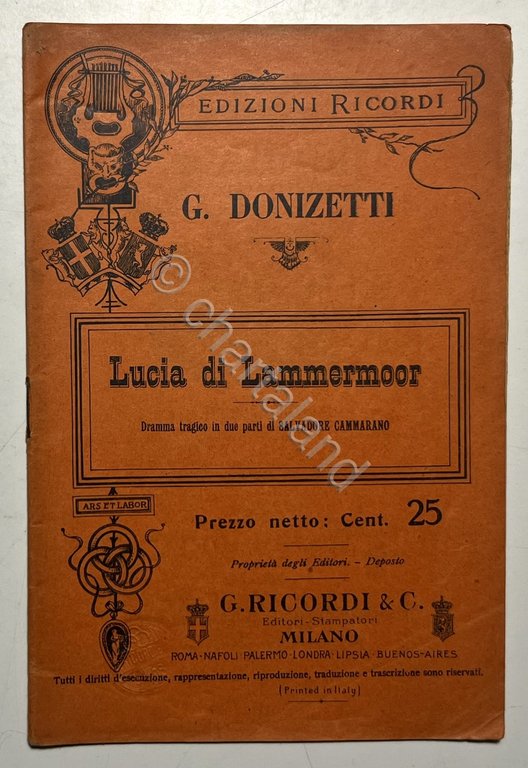 EDIZIONI RICORDI
G. DONIZETTI
Lucia di Lammermoor
Dramma tragico in due parti di SALVADORE CAMMARANO
© chartaland
ARS ET LABOR
Prezzo netto: Cent. 25
Proprietà degli Editori. - Deposto
G. RICORDI & C.
Editori-Stampatori
MILANO
ROMA-NAPOLI PALERMO-LONDRA-LIPSIA-BUENOS-AIRES
Tutti i diritti d'esecuzione, rappresentazione, riproduzione, traduzione e trascrizione sono riservati.
(Printed in Italy)